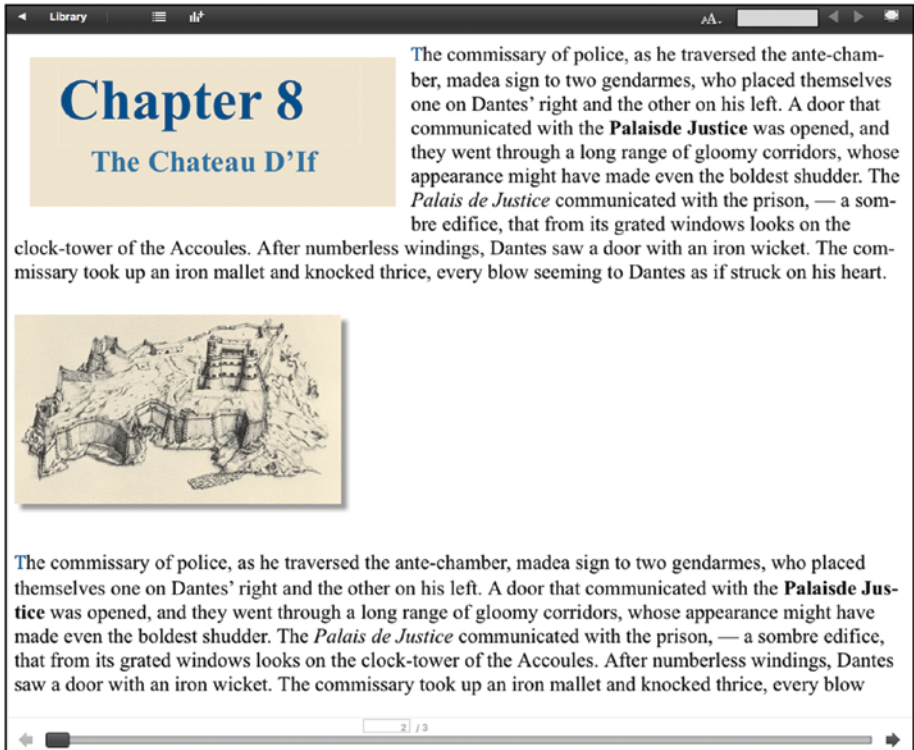 Library
AA.
Chapter 8
The Chateau D’If
The commissary of police, as he traversed the ante-cham-
ber, madea sign to two gendarmes, who placed themselves
one on Dantes’ right and the other on his left. A door that
communicated with the Palaisde Justice was opened, and
they went through a long range of gloomy corridors, whose
appearance might have made even the boldest shudder. The
Palais de Justice communicated with the prison, — a som-
bre edifice, that from its grated windows looks on the
clock-tower of the Accoules. After numberless windings, Dantes saw a door with an iron wicket. The com-
missary took up an iron mallet and knocked thrice, every blow seeming to Dantes as if struck on his heart.
The commissary of police, as he traversed the ante-chamber, madea sign to two gendarmes, who placed
themselves one on Dantes’ right and the other on his left. A door that communicated with the Palaisde Jus-
tice was opened, and they went through a long range of gloomy corridors, whose appearance might have
made even the boldest shudder. The Palais de Justice communicated with the prison, — a sombre edifice,
that from its grated windows looks on the clock-tower of the Accoules. After numberless windings, Dantes
saw a door with an iron wicket. The commissary took up an iron mallet and knocked thrice, every blow
2 / 3